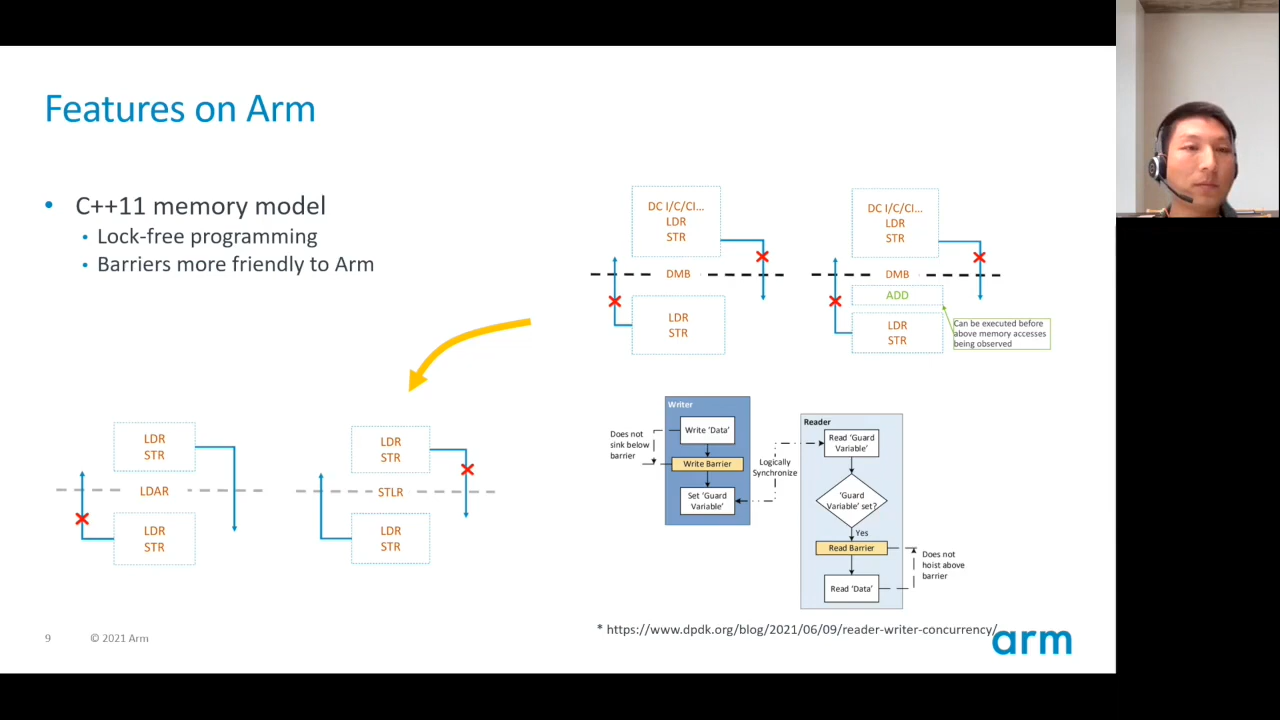 Features on Arm
• C++11 memory model
• Lock-free programming
• Barriers more friendly to Arm
DC I/C/CI...
LDR
STR
DMB
LDR
STR
DC I/C/CI...
LDR
STR
DMB
ADD
LDR
STR
Can be executed before
above memory accesses
being observed
LDR
STR
LDAR
LDR
STR
LDR
STR
STLR
LDR
STR
Writer
Write 'Data'
Does not
sink below
barrier
Write Barrier
Set 'Guard
Variable'
Logically
Synchronize
Reader
Read 'Guard
Variable'
'Guard
Variable' set?
Yes
Read Barrier
Does not
hoist above
barrier
Read 'Data'
* https://www.dpdk.org/blog/2021/06/09/reader-writer-concurrency/
9
© 2021 Arm
arm